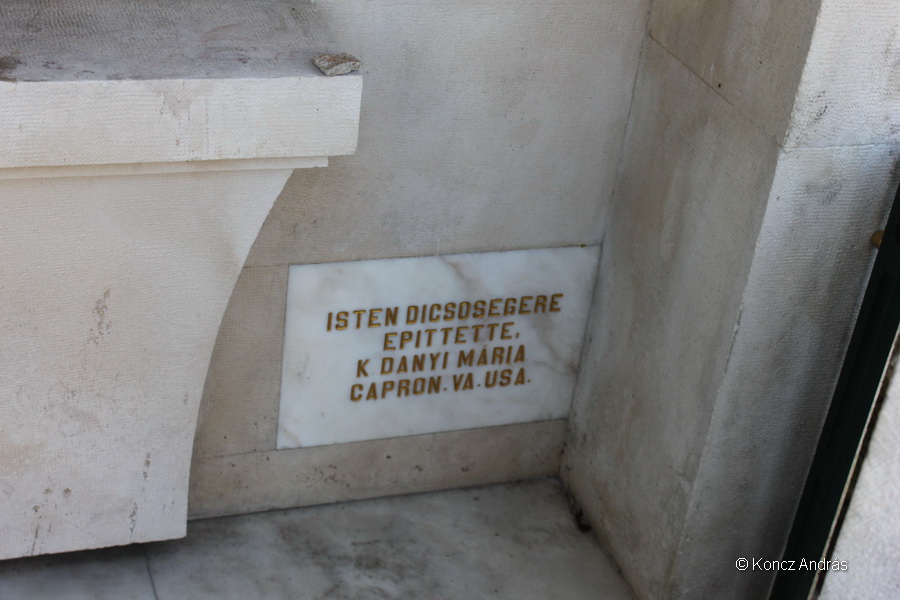 ISTEN DICSOSEGERE
EPITTETTE.
K DANYI MÁRIA
CAPRON. VA. USA.
© Koncz András